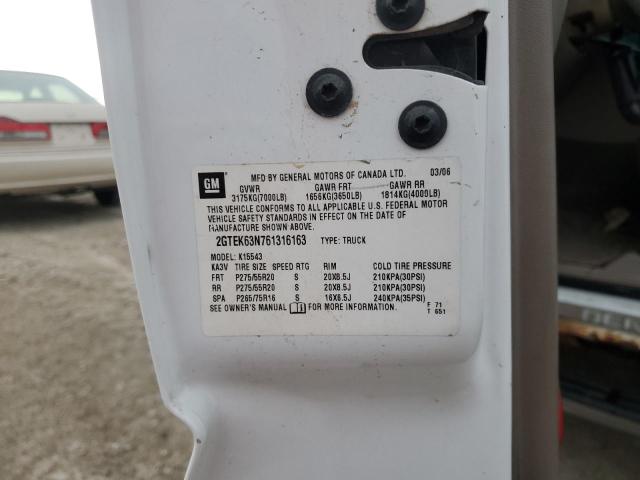 GM
MFD BY GENERAL MOTORS OF CANADA LTD. 03/06
GVWR GAWR FRT GAWR RR
3175KG(7000LB) 1656KG(3650LB) 1814KG(4000LB)
THIS VEHICLE CONFORMS TO ALL APPLICABLE U.S. FEDERAL MOTOR
VEHICLE SAFETY STANDARDS IN EFFECT ON THE DATE OF
MANUFACTURE SHOWN ABOVE.
2GTEK63N761316163 TYPE: TRUCK
MODEL: K15543
KA3V TIRE SIZE SPEED RTG RIM COLD TIRE PRESSURE
FRT P275/55R20 S 20X8.5J 210KPA(30PSI)
RR P275/55R20 S 20X8.5J 210KPA(30PSI)
SPA P265/75R16 S 16X6.5J 240KPA(35PSI)
SEE OWNER'S MANUAL FOR MORE INFORMATION. F 71
T 651